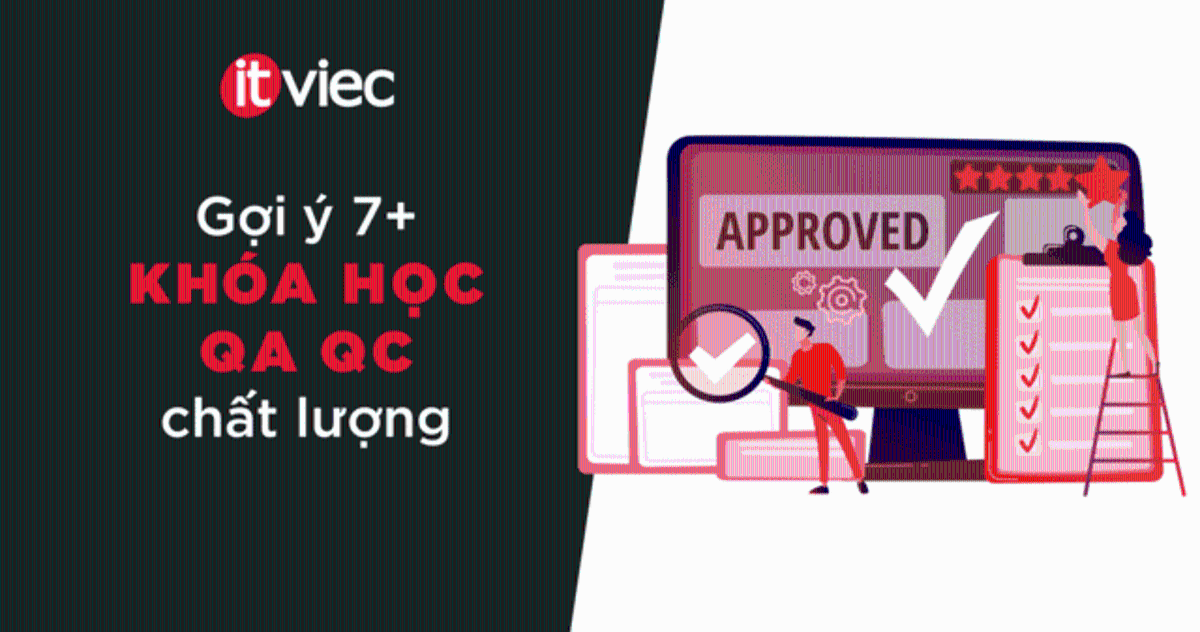 itviec
Gợi ý 7+
KHÓA HỌC
QA QC
chất lượng
APPROVED